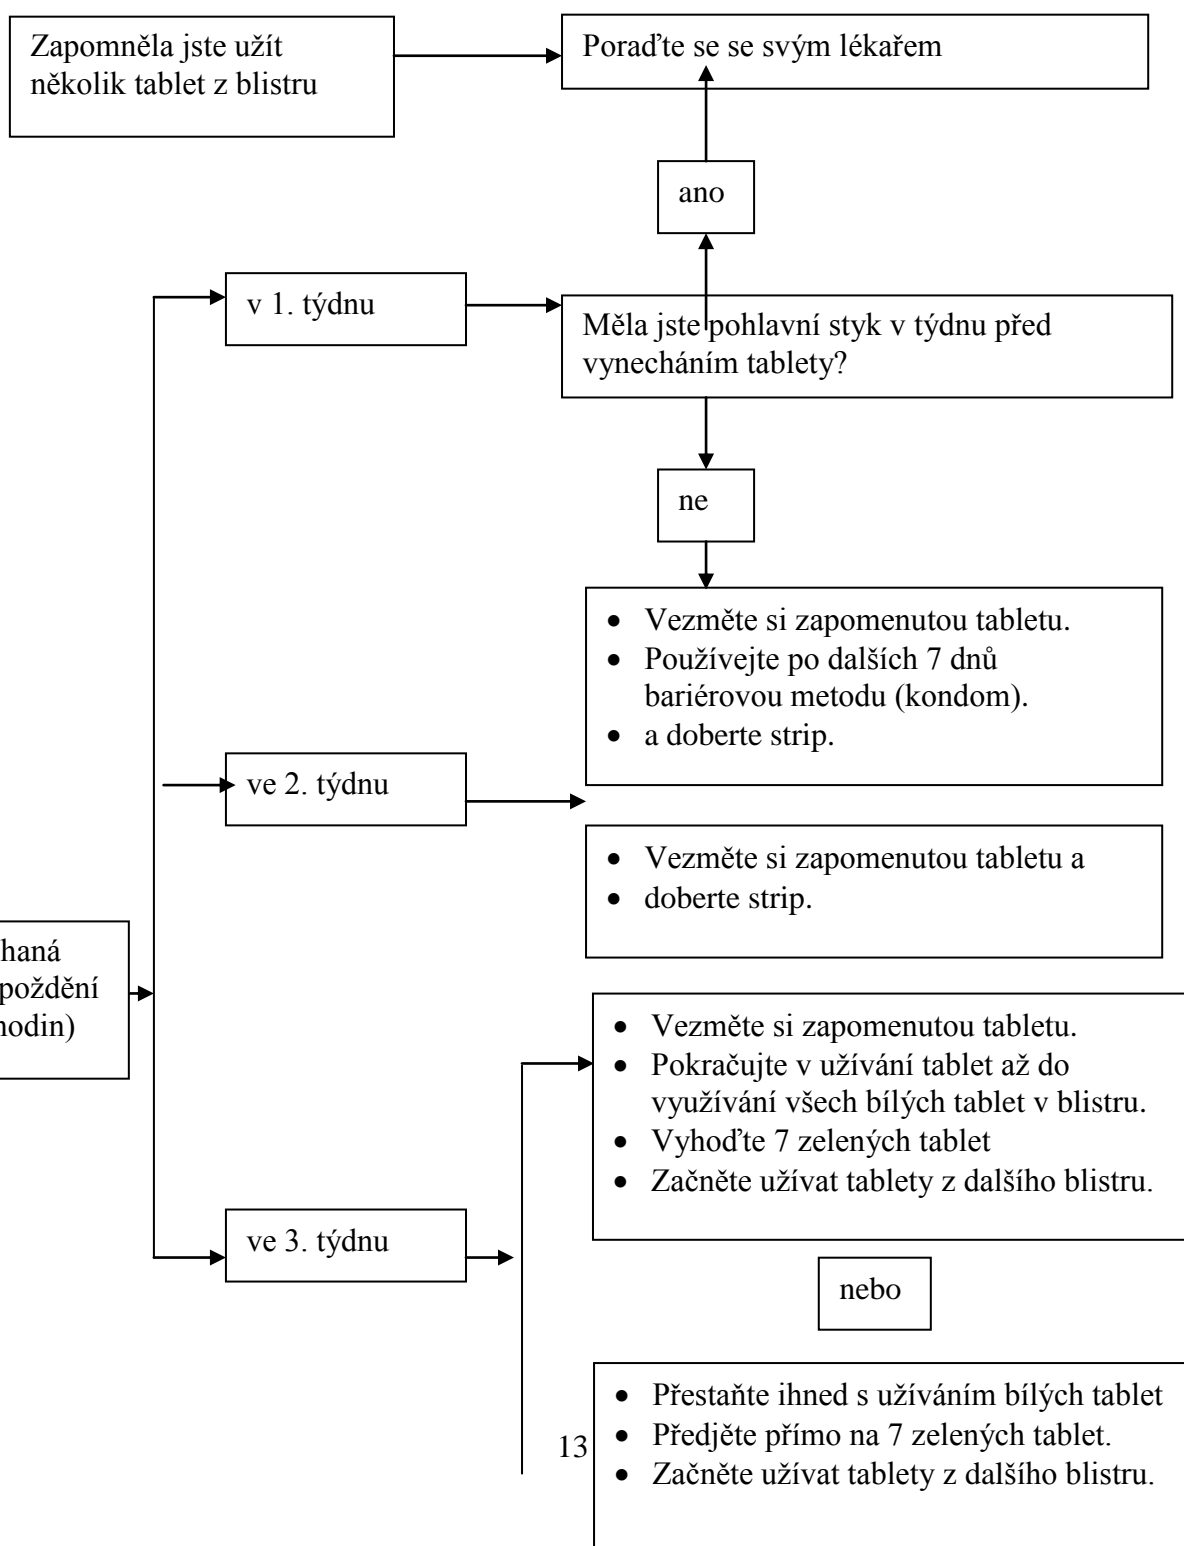 Zapomněla jste užít
několik tablet z blistru
Poraďte se se svým lékařem
ano
v 1. týdnu
Měla jste pohlavní styk v týdnu před
vynecháním tablety?
ne
• Vezměte si zapomenutou tabletu.
• Používejte po dalších 7 dnů
bariérovou metodu (kondom).
• a doberte strip.
ve 2. týdnu
• Vezměte si zapomenutou tabletu a
• doberte strip.
haná
poždění
hodin)
• Vezměte si zapomenutou tabletu.
• Pokračujte v užívání tablet až do
využívání všech bílých tablet v blistru.
• Vyhoďte 7 zelených tablet
• Začněte užívat tablety z dalšího blistru.
ve 3. týdnu
nebo
• Přestaňte ihned s užíváním bílých tablet
• Předjěte přímo na 7 zelených tablet.
• Začněte užívat tablety z dalšího blistru.
13